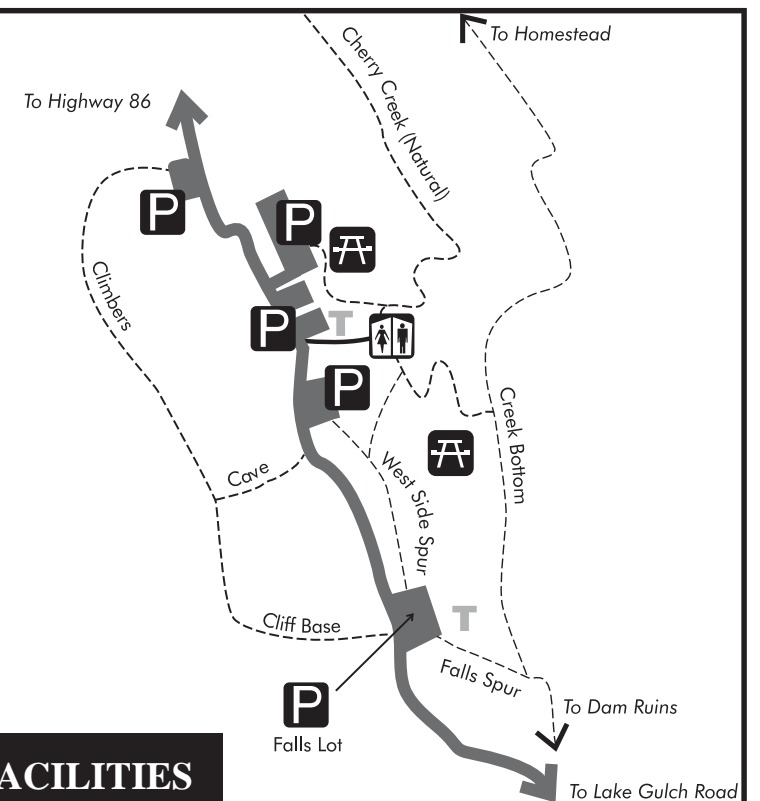 To Homestead
Cherry Creek (Natural)
To Highway 86
P
P
Climbers
P
T
P
Creek Bottom
Cave
West Side Spur
T
Cliff Base
Falls Spur
P
To Dam Ruins
Falls Lot
ACILITIES
To Lake Gulch Road